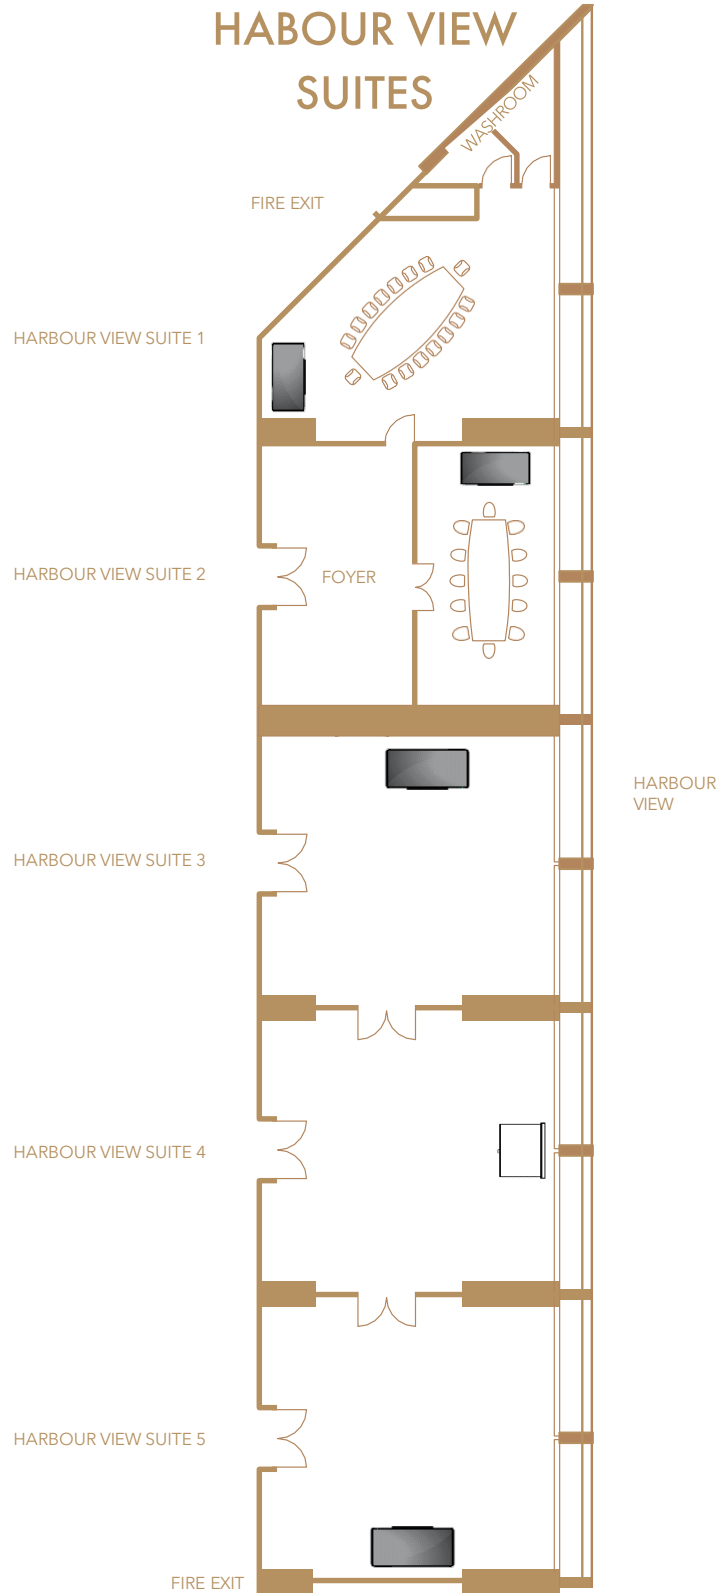 HABOUR VIEW
SUITES
WASHROOM
FIRE EXIT
HARBOUR VIEW SUITE 1
HARBOUR VIEW SUITE 2
FOYER
HARBOUR
VIEW
HARBOUR VIEW SUITE 3
HARBOUR VIEW SUITE 4
HARBOUR VIEW SUITE 5
FIRE EXIT